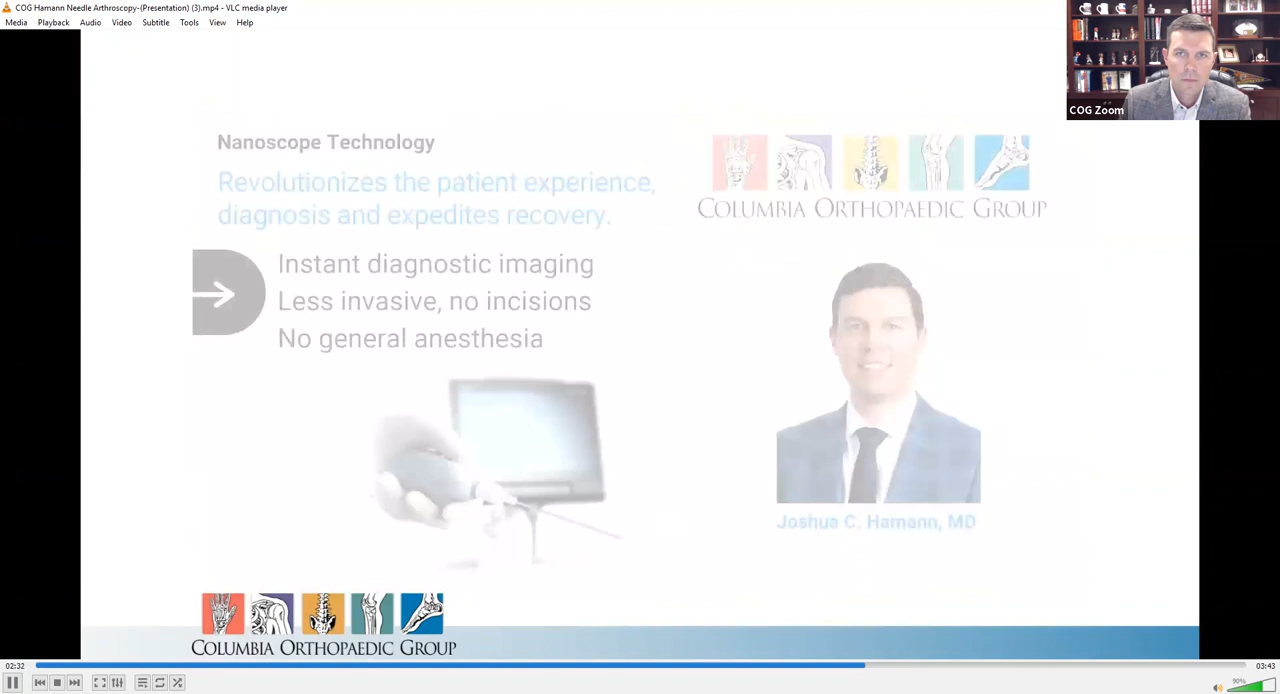 COG Hamann Needle Arthroscopy-(Presentation) (3).mp4 - VLC media player
Media Playback Audio Video Subtitle Tools View Help
COG Zoom
Nanoscope Technology
Revolutionizes the patient experience,
diagnosis and expedites recovery.
Instant diagnostic imaging
Less invasive, no incisions
No general anesthesia
COLUMBIA ORTHOPAEDIC GROUP
Joshua C. Hamann, MD
COLUMBIA ORTHOPAEDIC GROUP
02:32
03:43
90%